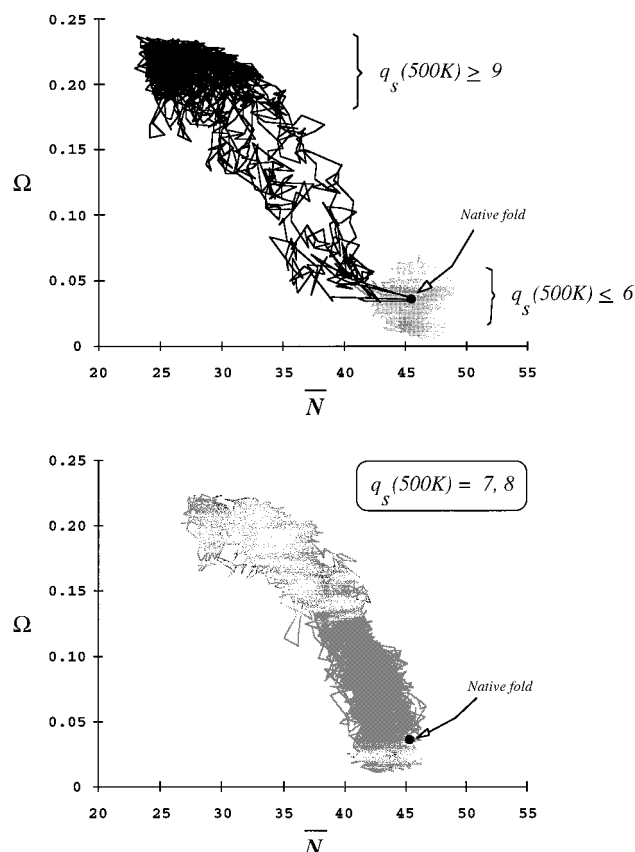 0.25
0.20
q_s(500K) ≥ 9
0.15
Ω
0.10
Native fold
0.05
q_s(500K) ≤ 6
0
20 25 30 35 40 45 50 55
N̅
0.25
q_s(500K) = 7, 8
0.20
0.15
Ω
0.10
Native fold
0.05
0
20 25 30 35 40 45 50 55
N̅